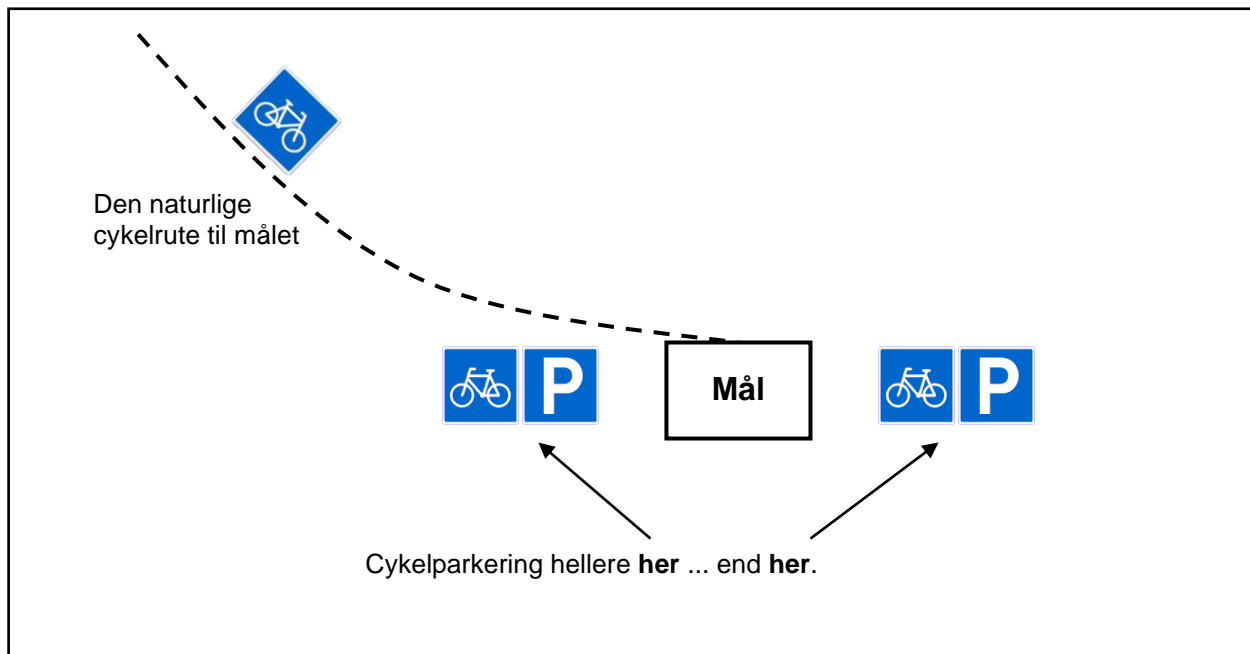 Den naturlige
cykelrute til målet
P
Mål
P
Cykelparkering hellere her ... end her.